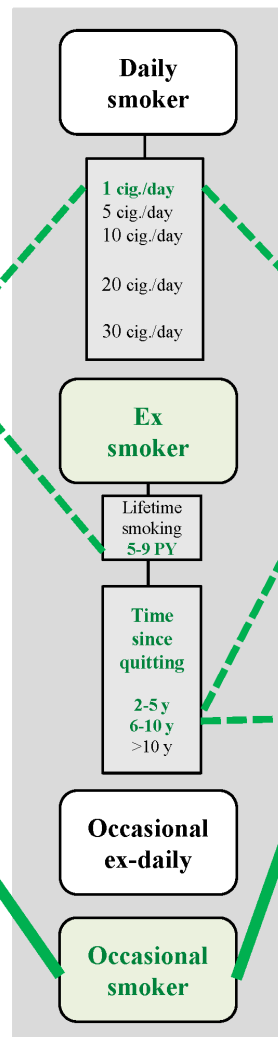 Daily
smoker
1 cig./day
5 cig./day
10 cig./day
20 cig./day
30 cig./day
Ex
smoker
Lifetime
smoking
5-9 PY
Time
since
quitting
2-5 y
6-10 y
>10 y
Occasional
ex-daily
Occasional
smoker